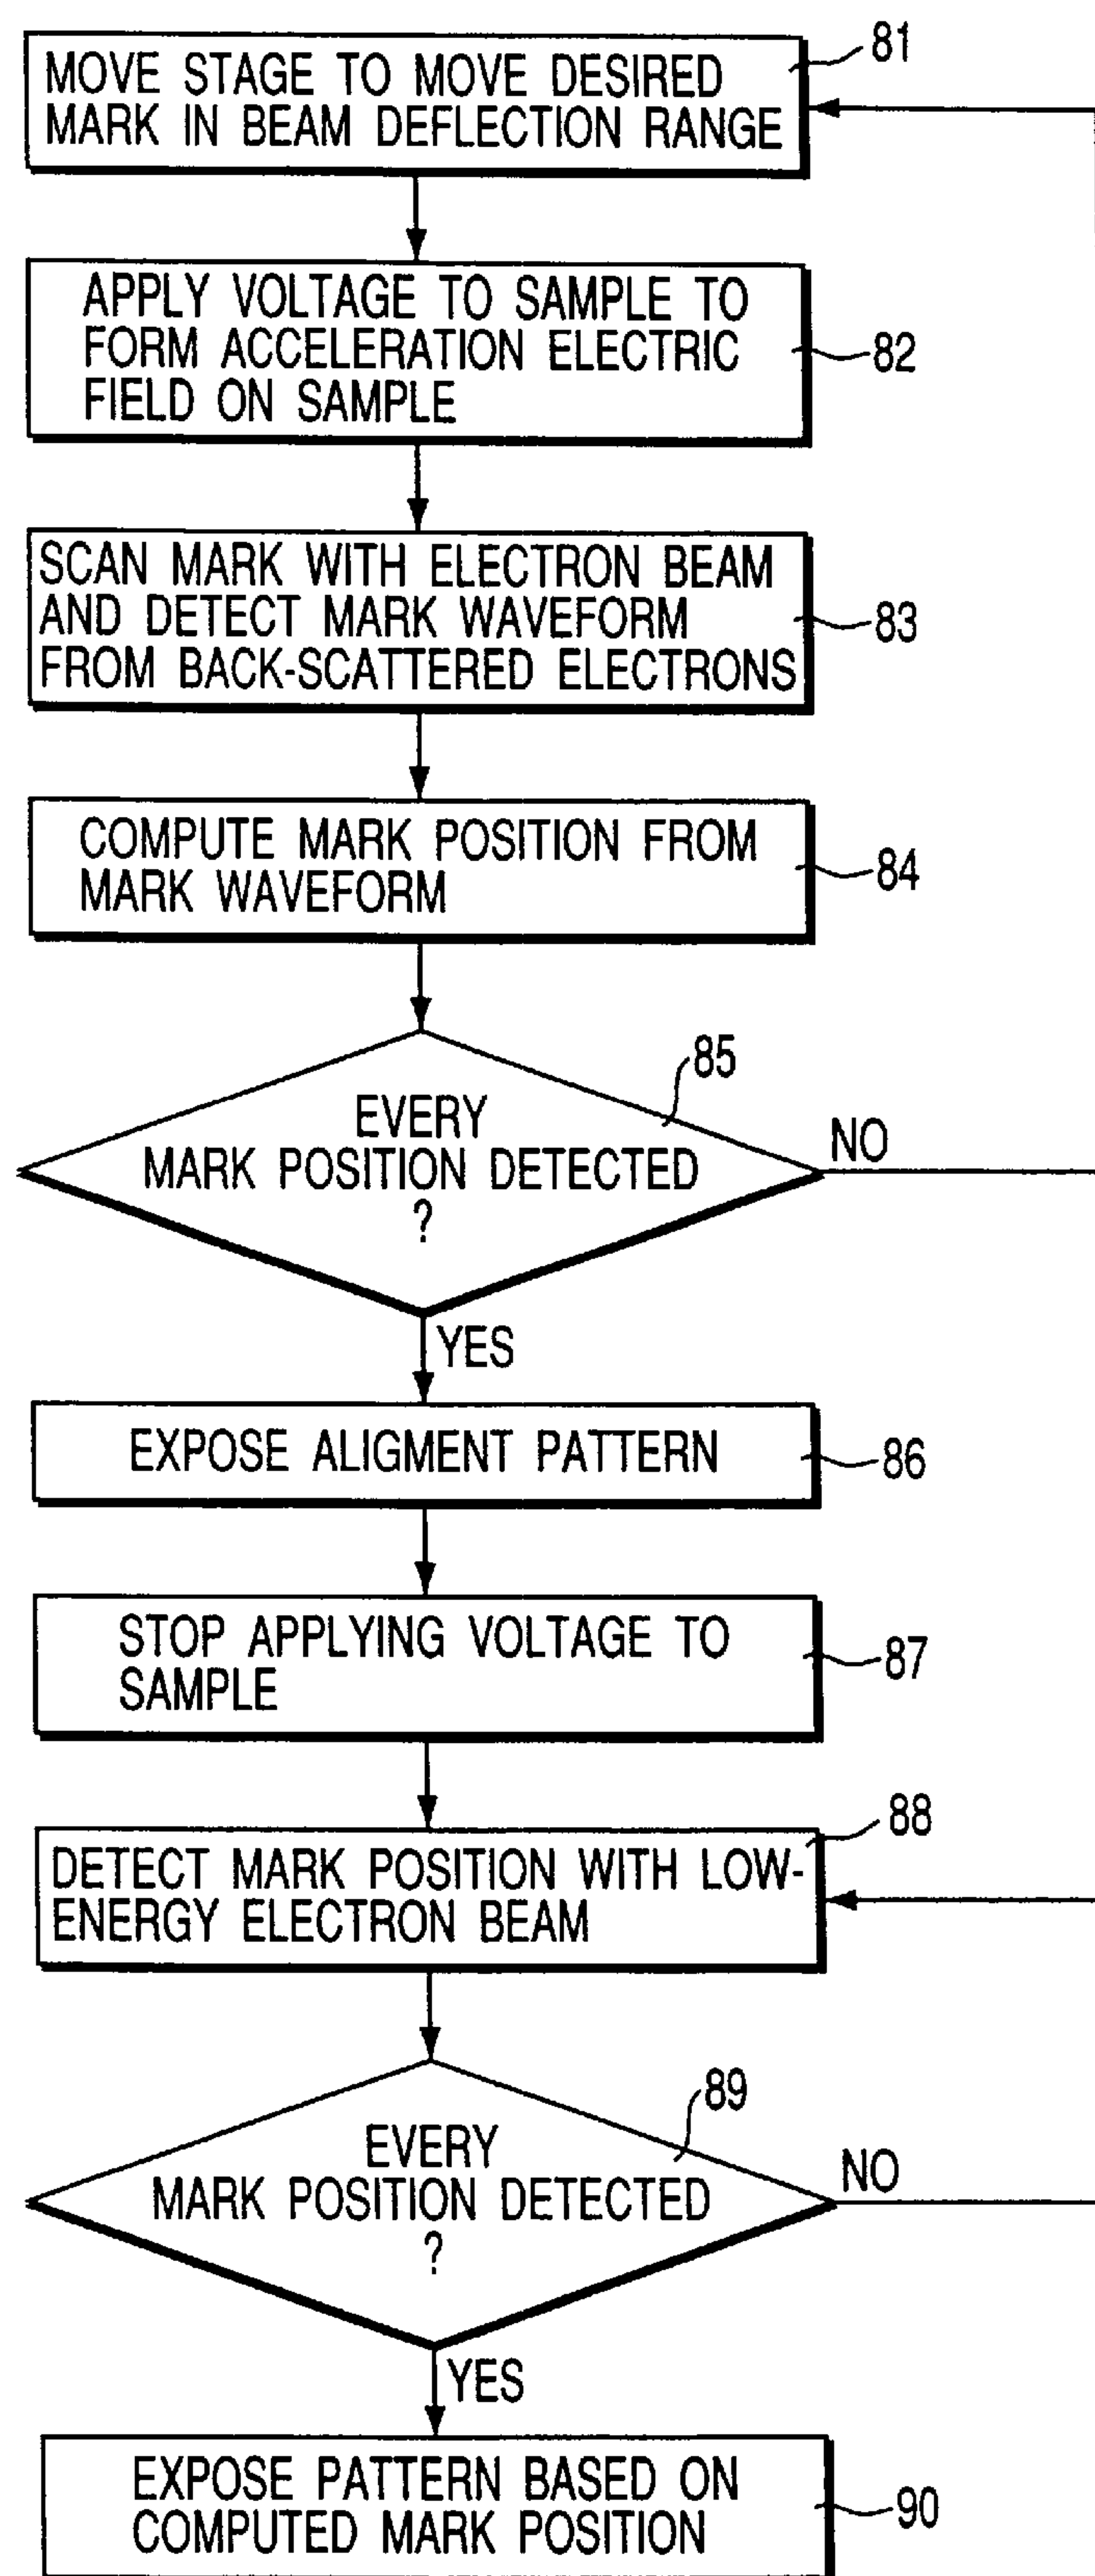 81
MOVE STAGE TO MOVE DESIRED
MARK IN BEAM DEFLECTION RANGE
APPLY VOLTAGE TO SAMPLE TO
FORM ACCELERATION ELECTRIC
FIELD ON SAMPLE
82
SCAN MARK WITH ELECTRON BEAM
AND DETECT MARK WAVEFORM
FROM BACK-SCATTERED ELECTRONS
83
COMPUTE MARK POSITION FROM
MARK WAVEFORM
84
85
EVERY
MARK POSITION DETECTED
?
NO
YES
EXPOSE ALIGMENT PATTERN
86
STOP APPLYING VOLTAGE TO
SAMPLE
87
88
DETECT MARK POSITION WITH LOW-
ENERGY ELECTRON BEAM
89
EVERY
MARK POSITION DETECTED
?
NO
YES
EXPOSE PATTERN BASED ON
COMPUTED MARK POSITION
90